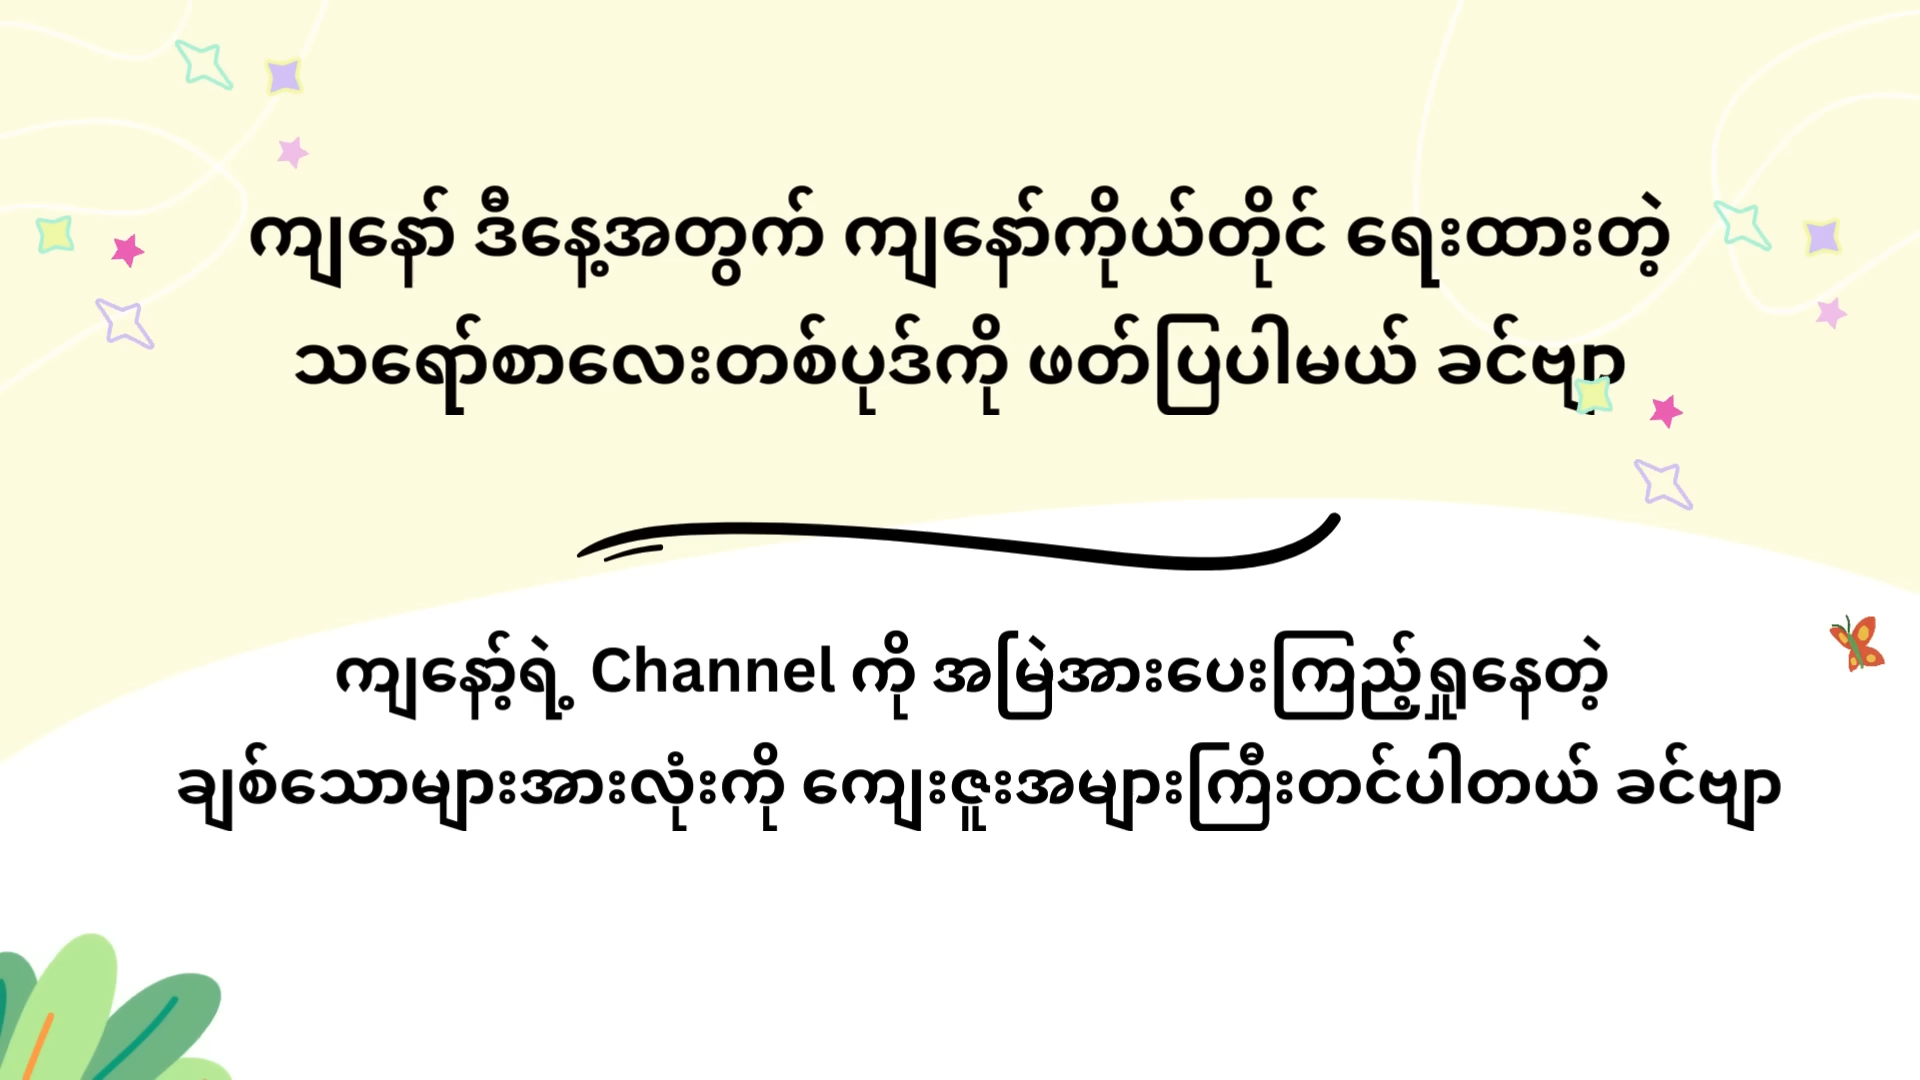 ကျနော် ဒီနေ့အတွက် ကျနော်ကိုယ်တိုင် ရေးထားတဲ့
သရော်စာလေးတစ်ပုဒ်ကို ဖတ်ပြပါမယ် ခင်ဗျာ
ကျနော့်ရဲ့ Channel ကို အမြဲအားပေးကြည့်ရှူနေတဲ့
ချစ်သောများအားလုံးကို ကျေးဇူးအများကြီးတင်ပါတယ် ခင်ဗျာ